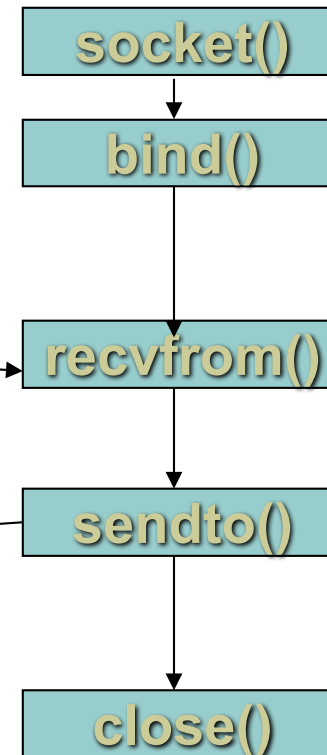 socket()
bind()
recvfrom()
sendto()
close()